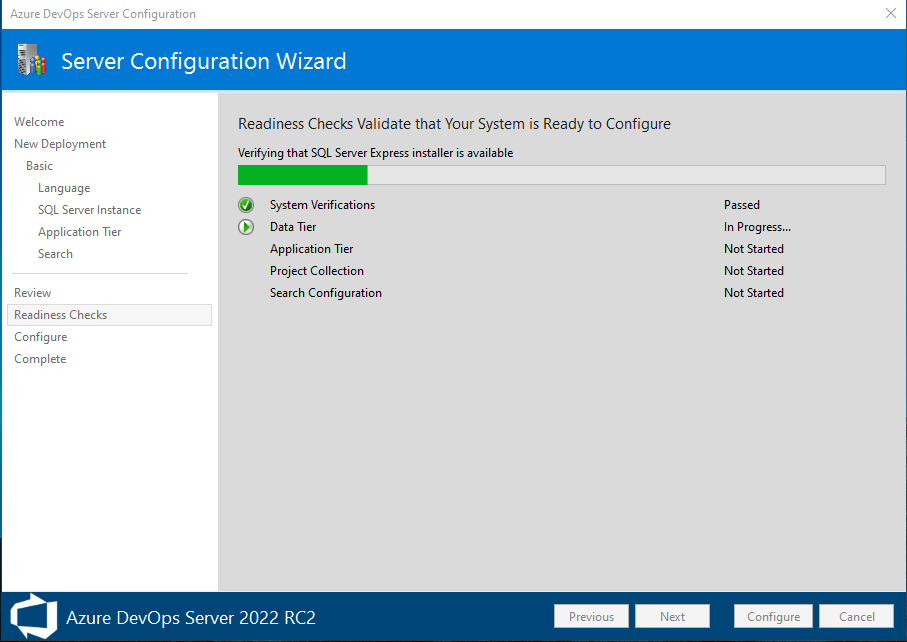 Azure DevOps Server Configuration
Server Configuration Wizard
Welcome
New Deployment
Basic
Language
SQL Server Instance
Application Tier
Search
Review
Readiness Checks
Configure
Complete
Readiness Checks Validate that Your System is Ready to Configure
Verifying that SQL Server Express installer is available
System Verifications Passed
Data Tier In Progress...
Application Tier Not Started
Project Collection Not Started
Search Configuration Not Started
Azure DevOps Server 2022 RC2
Previous Next Configure Cancel